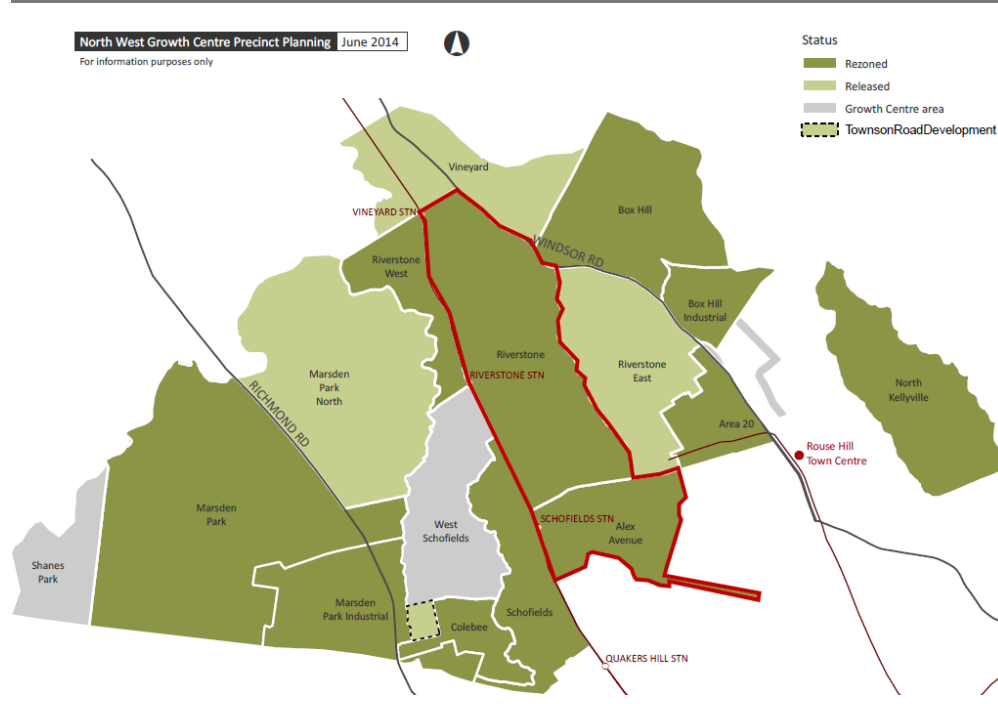 North West Growth Centre Precinct Planning June 2014
For information purposes only
Status
Rezoned
Released
Growth Centre area
TownsonRoadDevelopment
Vineyard
VINEYARD STN
Box Hill
WINDSOR RD
Riverstone
West
Box Hill
Industrial
Riverstone
RIVERSTONE STN
Riverstone
East
Marsden
Park
North
North
Kellyville
RICHMOND RD
Area 20
Rouse Hill
Town Centre
Marsden
Park
West
Schofields
SCHOFIELDS STN
Alex
Avenue
Shanes
Park
Marsden
Park Industrial
Colebee
Schofields
QUAKERS HILL STN